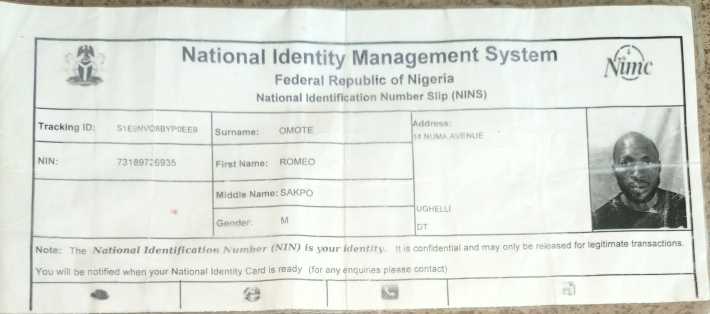 National Identity Management System
Federal Republic of Nigeria
National Identification Number Slip (NINS)
Nimc
Tracking ID:
Surname: OMOTE
Address:
NUMA AVENUE
NIN:
First Name: ROMEO
Middle Name: SAKPO
UGHELLI
Gender: M
DT
Note: The National Identification Number (NIN) is your identity. It is confidential and may only be released for legitimate transactions.
You will be notified when your National Identity Card is ready (for any enquiries please contact)